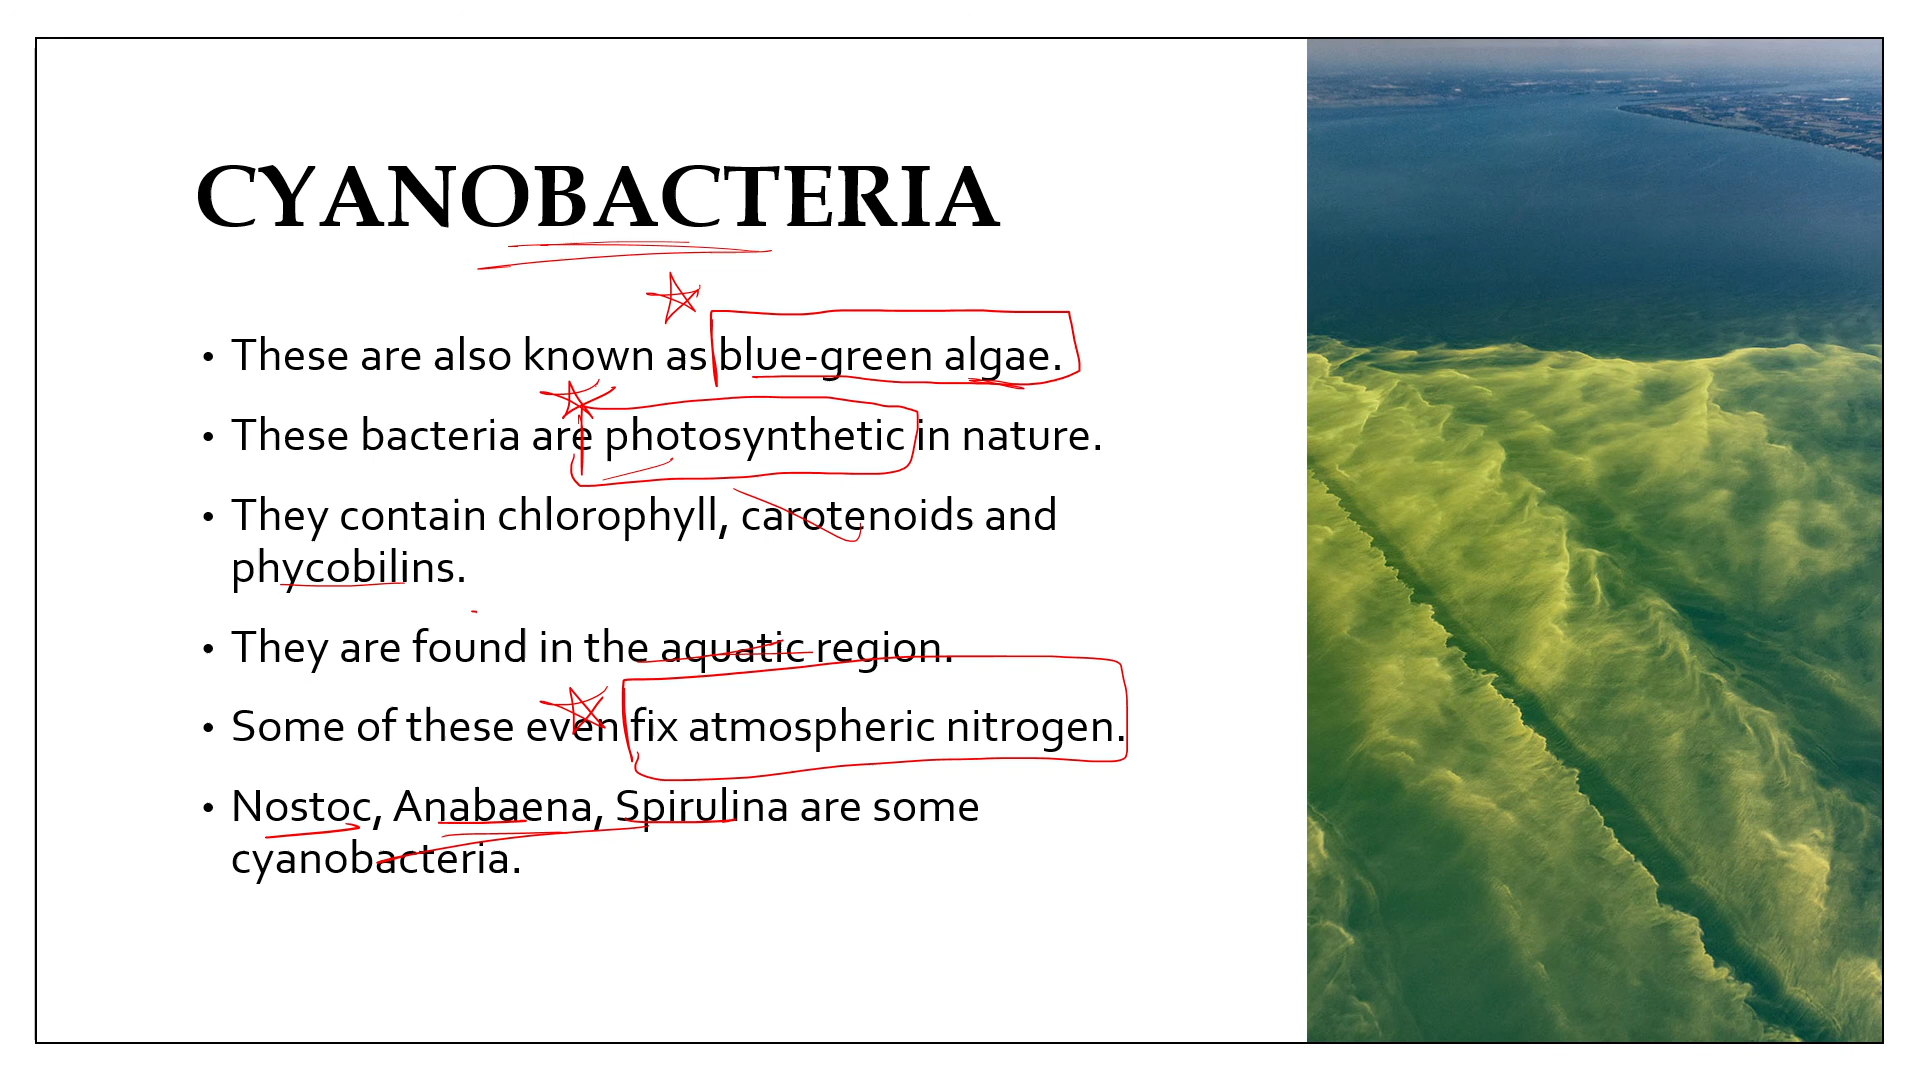 CYANOBACTERIA
• These are also known as blue-green algae.
• These bacteria are photosynthetic in nature.
• They contain chlorophyll, carotenoids and
phycobilins.
• They are found in the aquatic region.
• Some of these even fix atmospheric nitrogen.
• Nostoc, Anabaena, Spirulina are some
cyanobacteria.